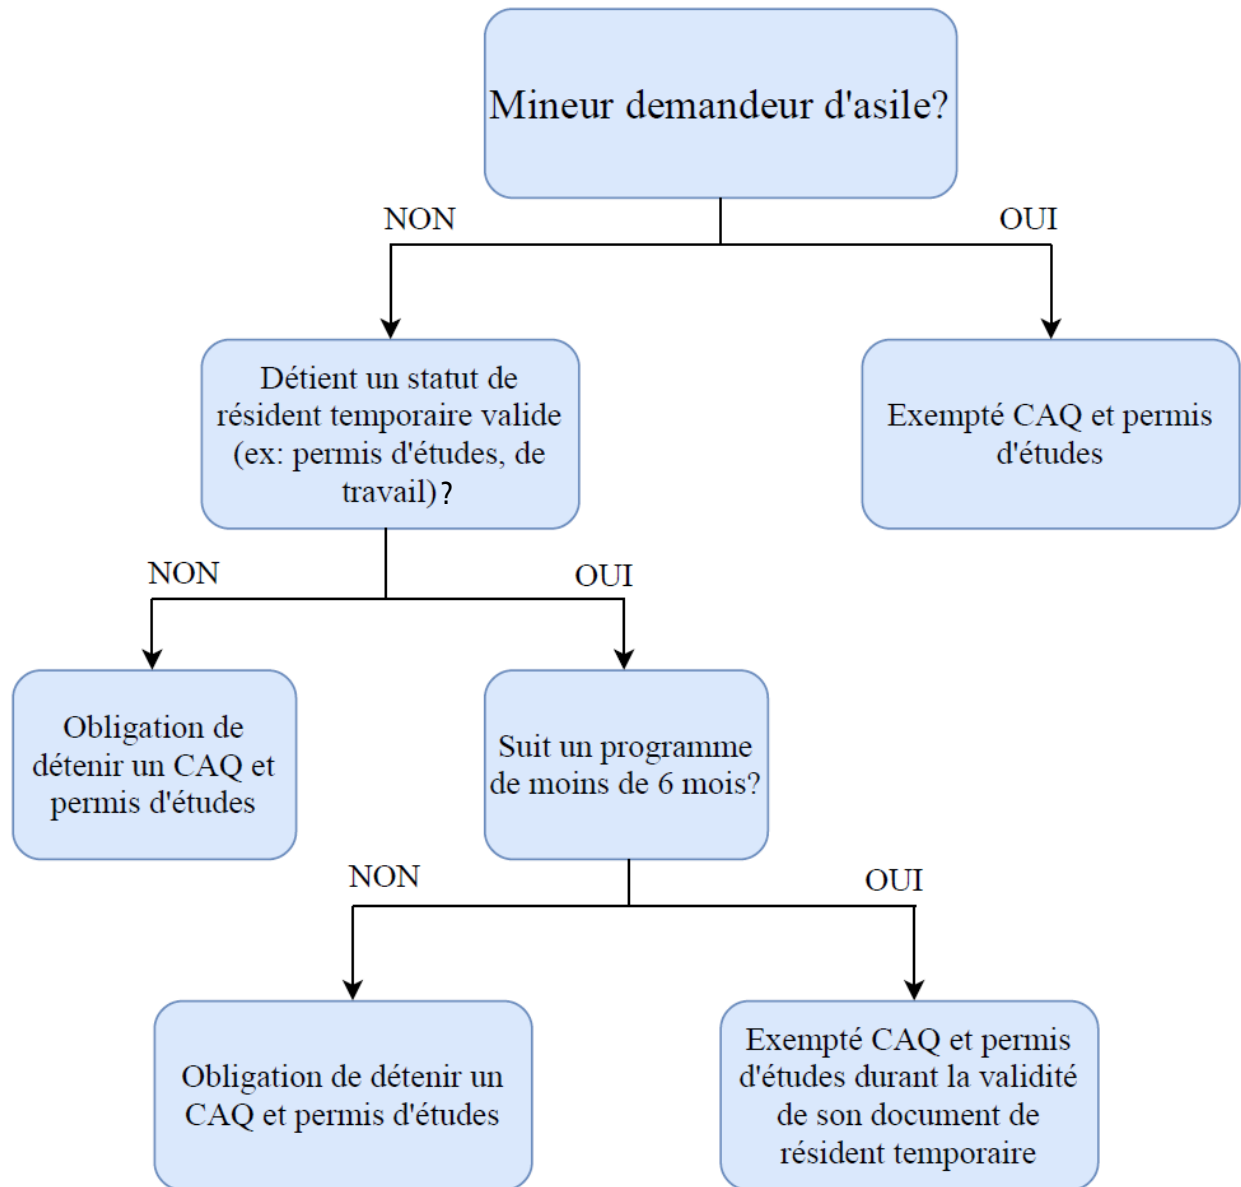 Mineur demandeur d'asile?
NON
OUI
Détient un statut de
résident temporaire valide
(ex: permis d'études, de
travail)?
Exempté CAQ et permis
d'études
NON
OUI
Obligation de
détenir un CAQ et
permis d'études
Suit un programme
de moins de 6 mois?
NON
OUI
Obligation de détenir un
CAQ et permis d'études
Exempté CAQ et permis
d'études durant la validité
de son document de
résident temporaire